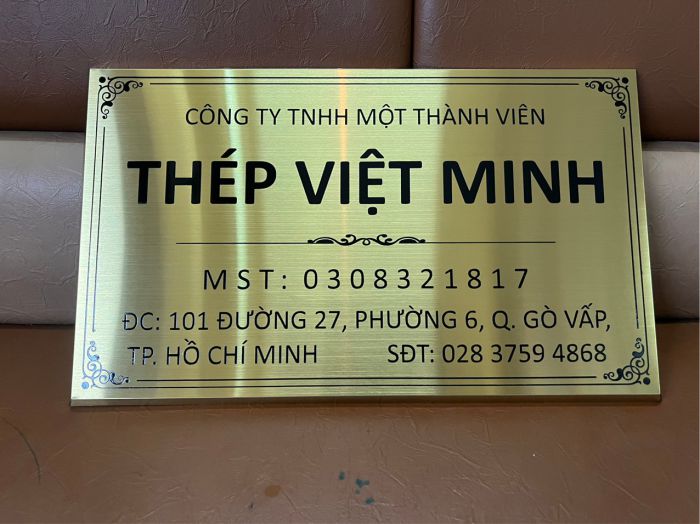 CÔNG TY TNHH MỘT THÀNH VIÊN
THÉP VIỆT MINH
MST: 0308321817
ĐC: 101 ĐƯỜNG 27, PHƯỜNG 6, Q. GÒ VẤP,
TP. HỒ CHÍ MINH SĐT: 028 3759 4868